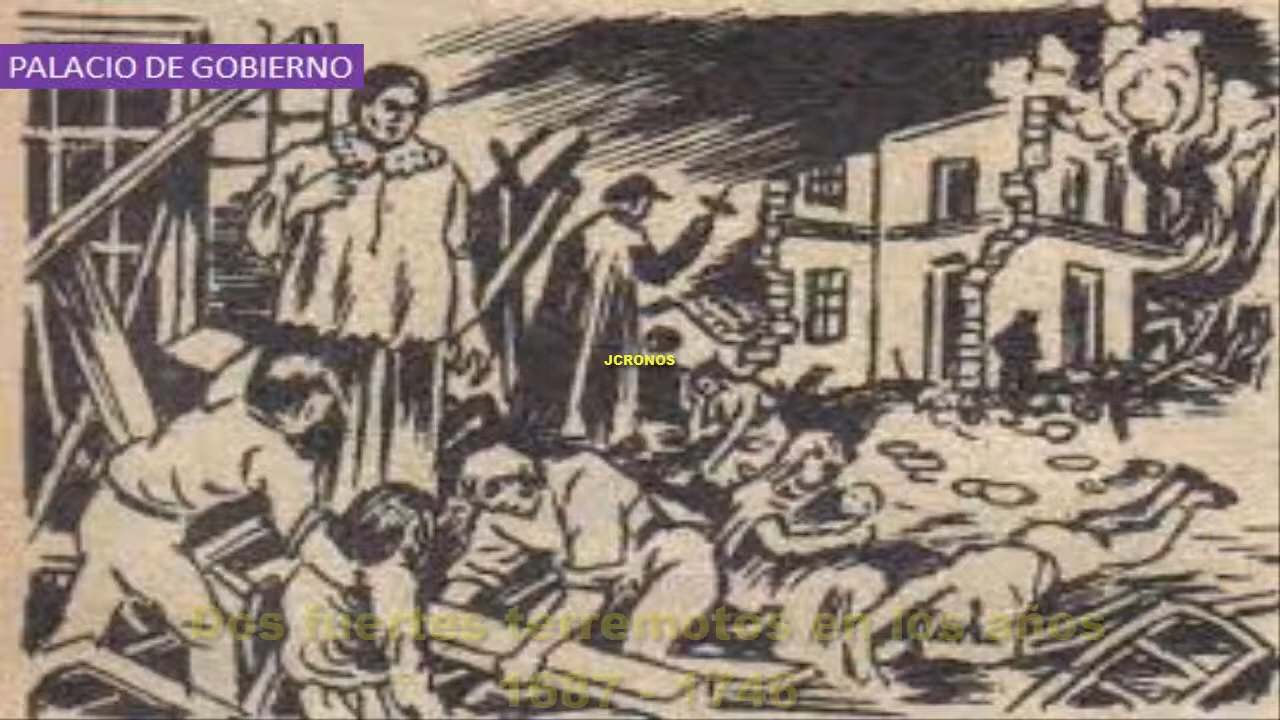 PALACIO DE GOBIERNO
JCRONOS
Dos fuertes terremotos en los años
1687 - 1746